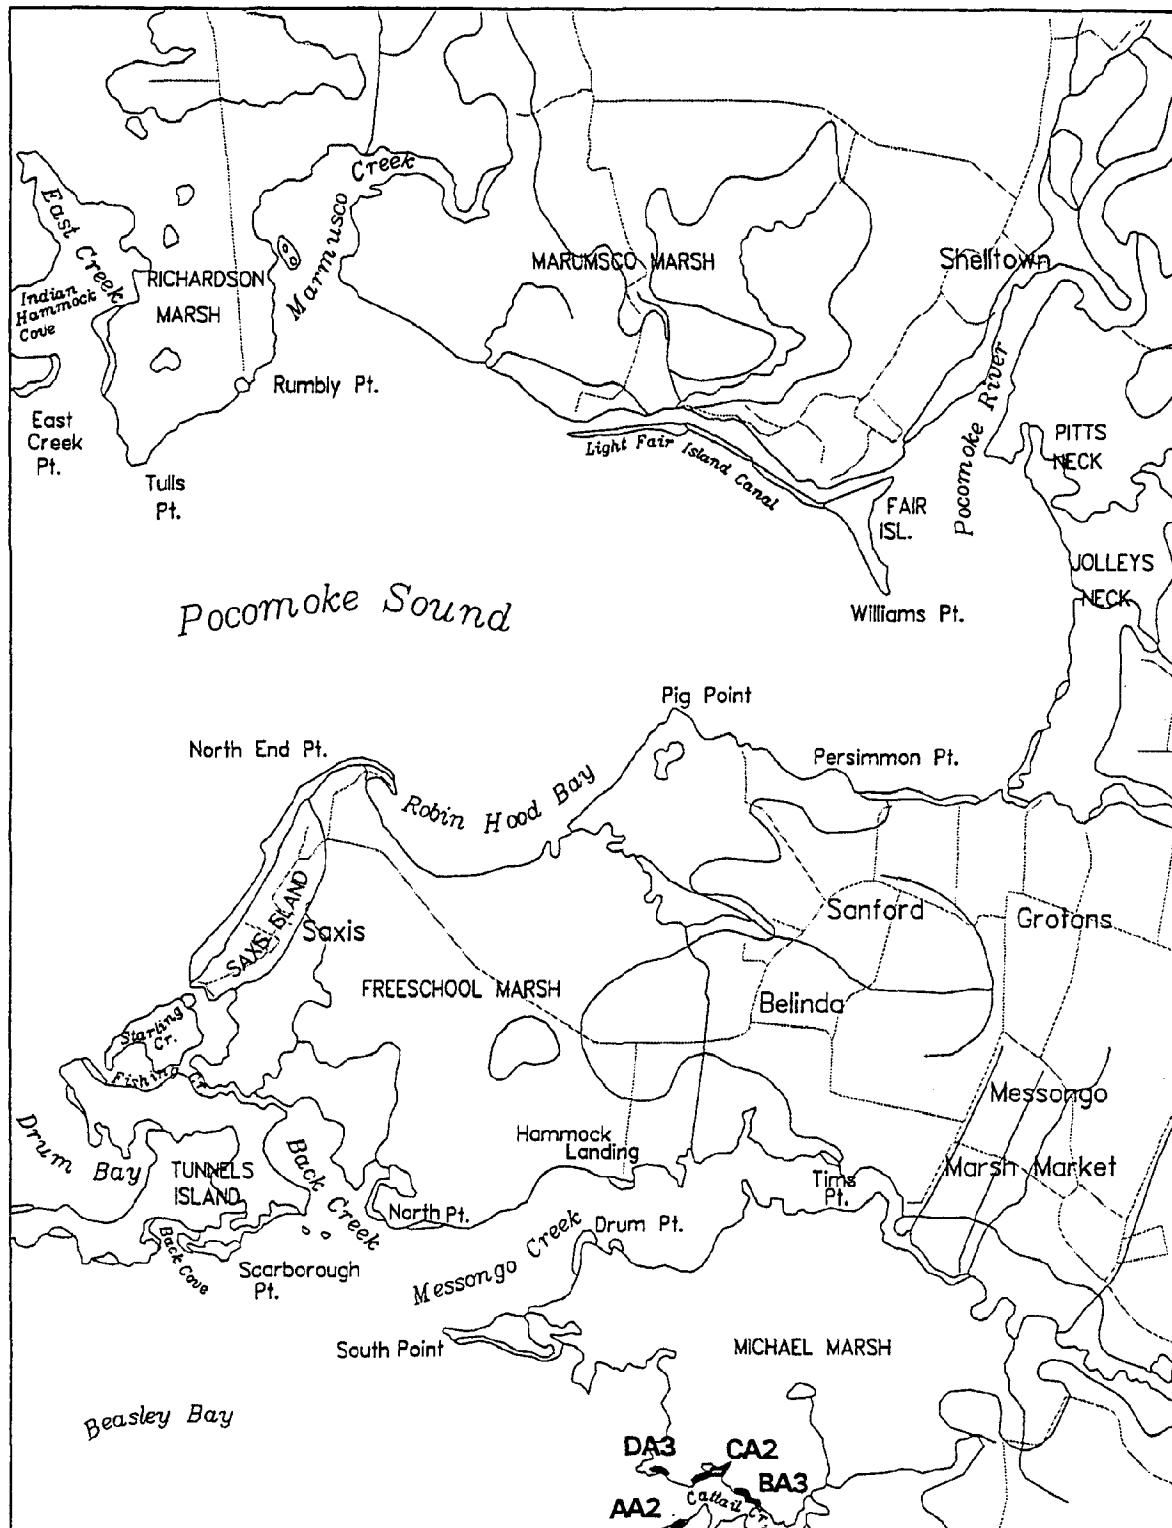 Creek
Marmusco
East Creek
Indian
Hammock
Cove
RICHARDSON
MARSH
MARUMSCO MARSH
Shelltown
Rumbly Pt.
East
Creek
Pt.
Tulls
Pt.
Light Fair Island Canal
Pocomoke River
PITTS
NECK
FAIR
ISL.
JOLLEYS
NECK
Williams Pt.
Pocomoke Sound
Pig Point
North End Pt.
Robin Hood Bay
Persimmon Pt.
SAXIS ISLAND
Saxis
Sanford
Grotons
FREESCHOOL MARSH
Belinda
Starling
Cr.
Fishing Cr.
Messongo
Drum Bay
TUNNELS
ISLAND
Back Creek
Hammock
Landing
Marsh Market
Tims
Pt.
North Pt.
Drum Pt.
Back Cove
Scarborough
Pt.
Messongo Creek
South Point
MICHAEL MARSH
Beasley Bay
DA3
CA2
BA3
Cattail Cr.
AA2